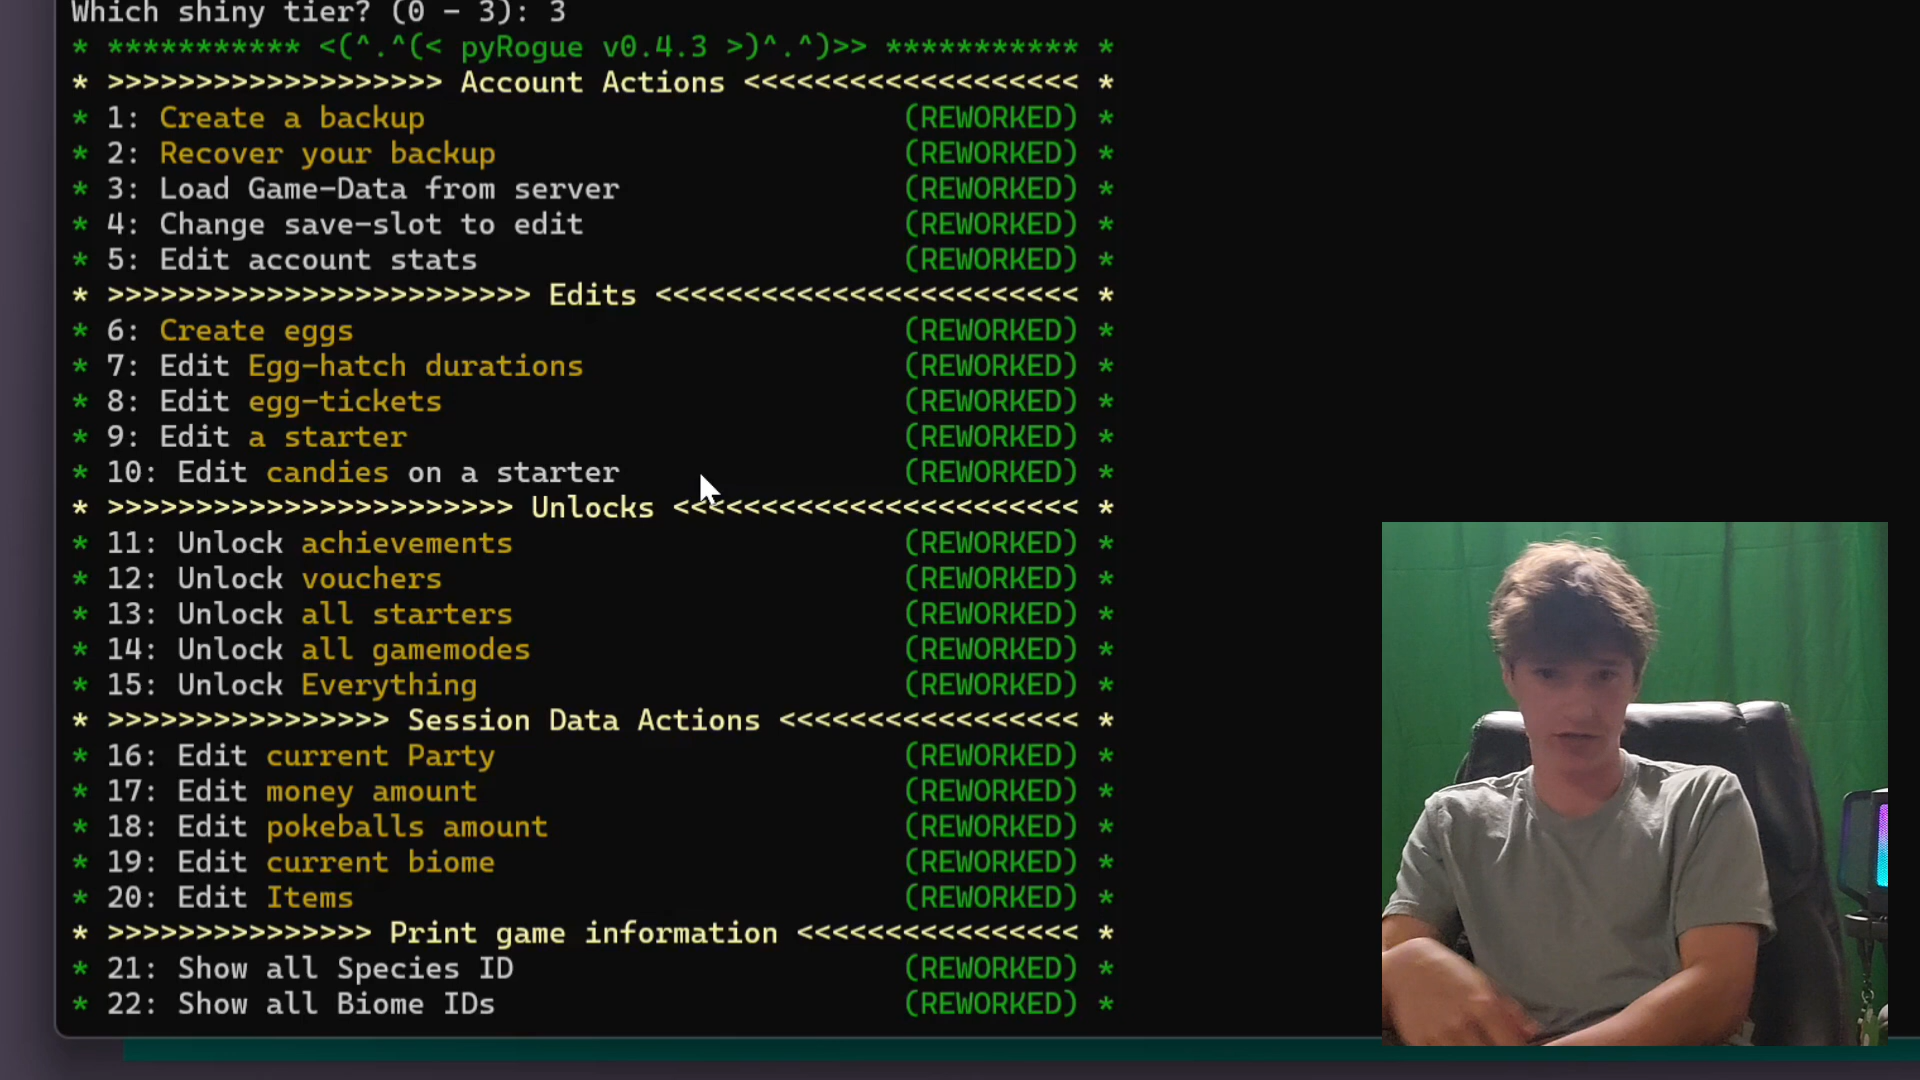 Which shiny tier? (0 - 3): 3
* *********** <(^.^(< pyRogue v0.4.3 >)^.^)>> *********** *
* >>>>>>>>>>>>>>>>>>> Account Actions <<<<<<<<<<<<<<<<<<< *
* 1: Create a backup (REWORKED) *
* 2: Recover your backup (REWORKED) *
* 3: Load Game-Data from server (REWORKED) *
* 4: Change save-slot to edit (REWORKED) *
* 5: Edit account stats (REWORKED) *
* >>>>>>>>>>>>>>>>>>>>>>>> Edits <<<<<<<<<<<<<<<<<<<<<<<< *
* 6: Create eggs (REWORKED) *
* 7: Edit Egg-hatch durations (REWORKED) *
* 8: Edit egg-tickets (REWORKED) *
* 9: Edit a starter (REWORKED) *
* 10: Edit candies on a starter (REWORKED) *
* >>>>>>>>>>>>>>>>>>>>>>> Unlocks <<<<<<<<<<<<<<<<<<<<<<< *
* 11: Unlock achievements (REWORKED) *
* 12: Unlock vouchers (REWORKED) *
* 13: Unlock all starters (REWORKED) *
* 14: Unlock all gamemodes (REWORKED) *
* 15: Unlock Everything (REWORKED) *
* >>>>>>>>>>>>>>>> Session Data Actions <<<<<<<<<<<<<<<<< *
* 16: Edit current Party (REWORKED) *
* 17: Edit money amount (REWORKED) *
* 18: Edit pokeballs amount (REWORKED) *
* 19: Edit current biome (REWORKED) *
* 20: Edit Items (REWORKED) *
* >>>>>>>>>>>>>>> Print game information <<<<<<<<<<<<<<<< *
* 21: Show all Species ID (REWORKED) *
* 22: Show all Biome IDs (REWORKED) *